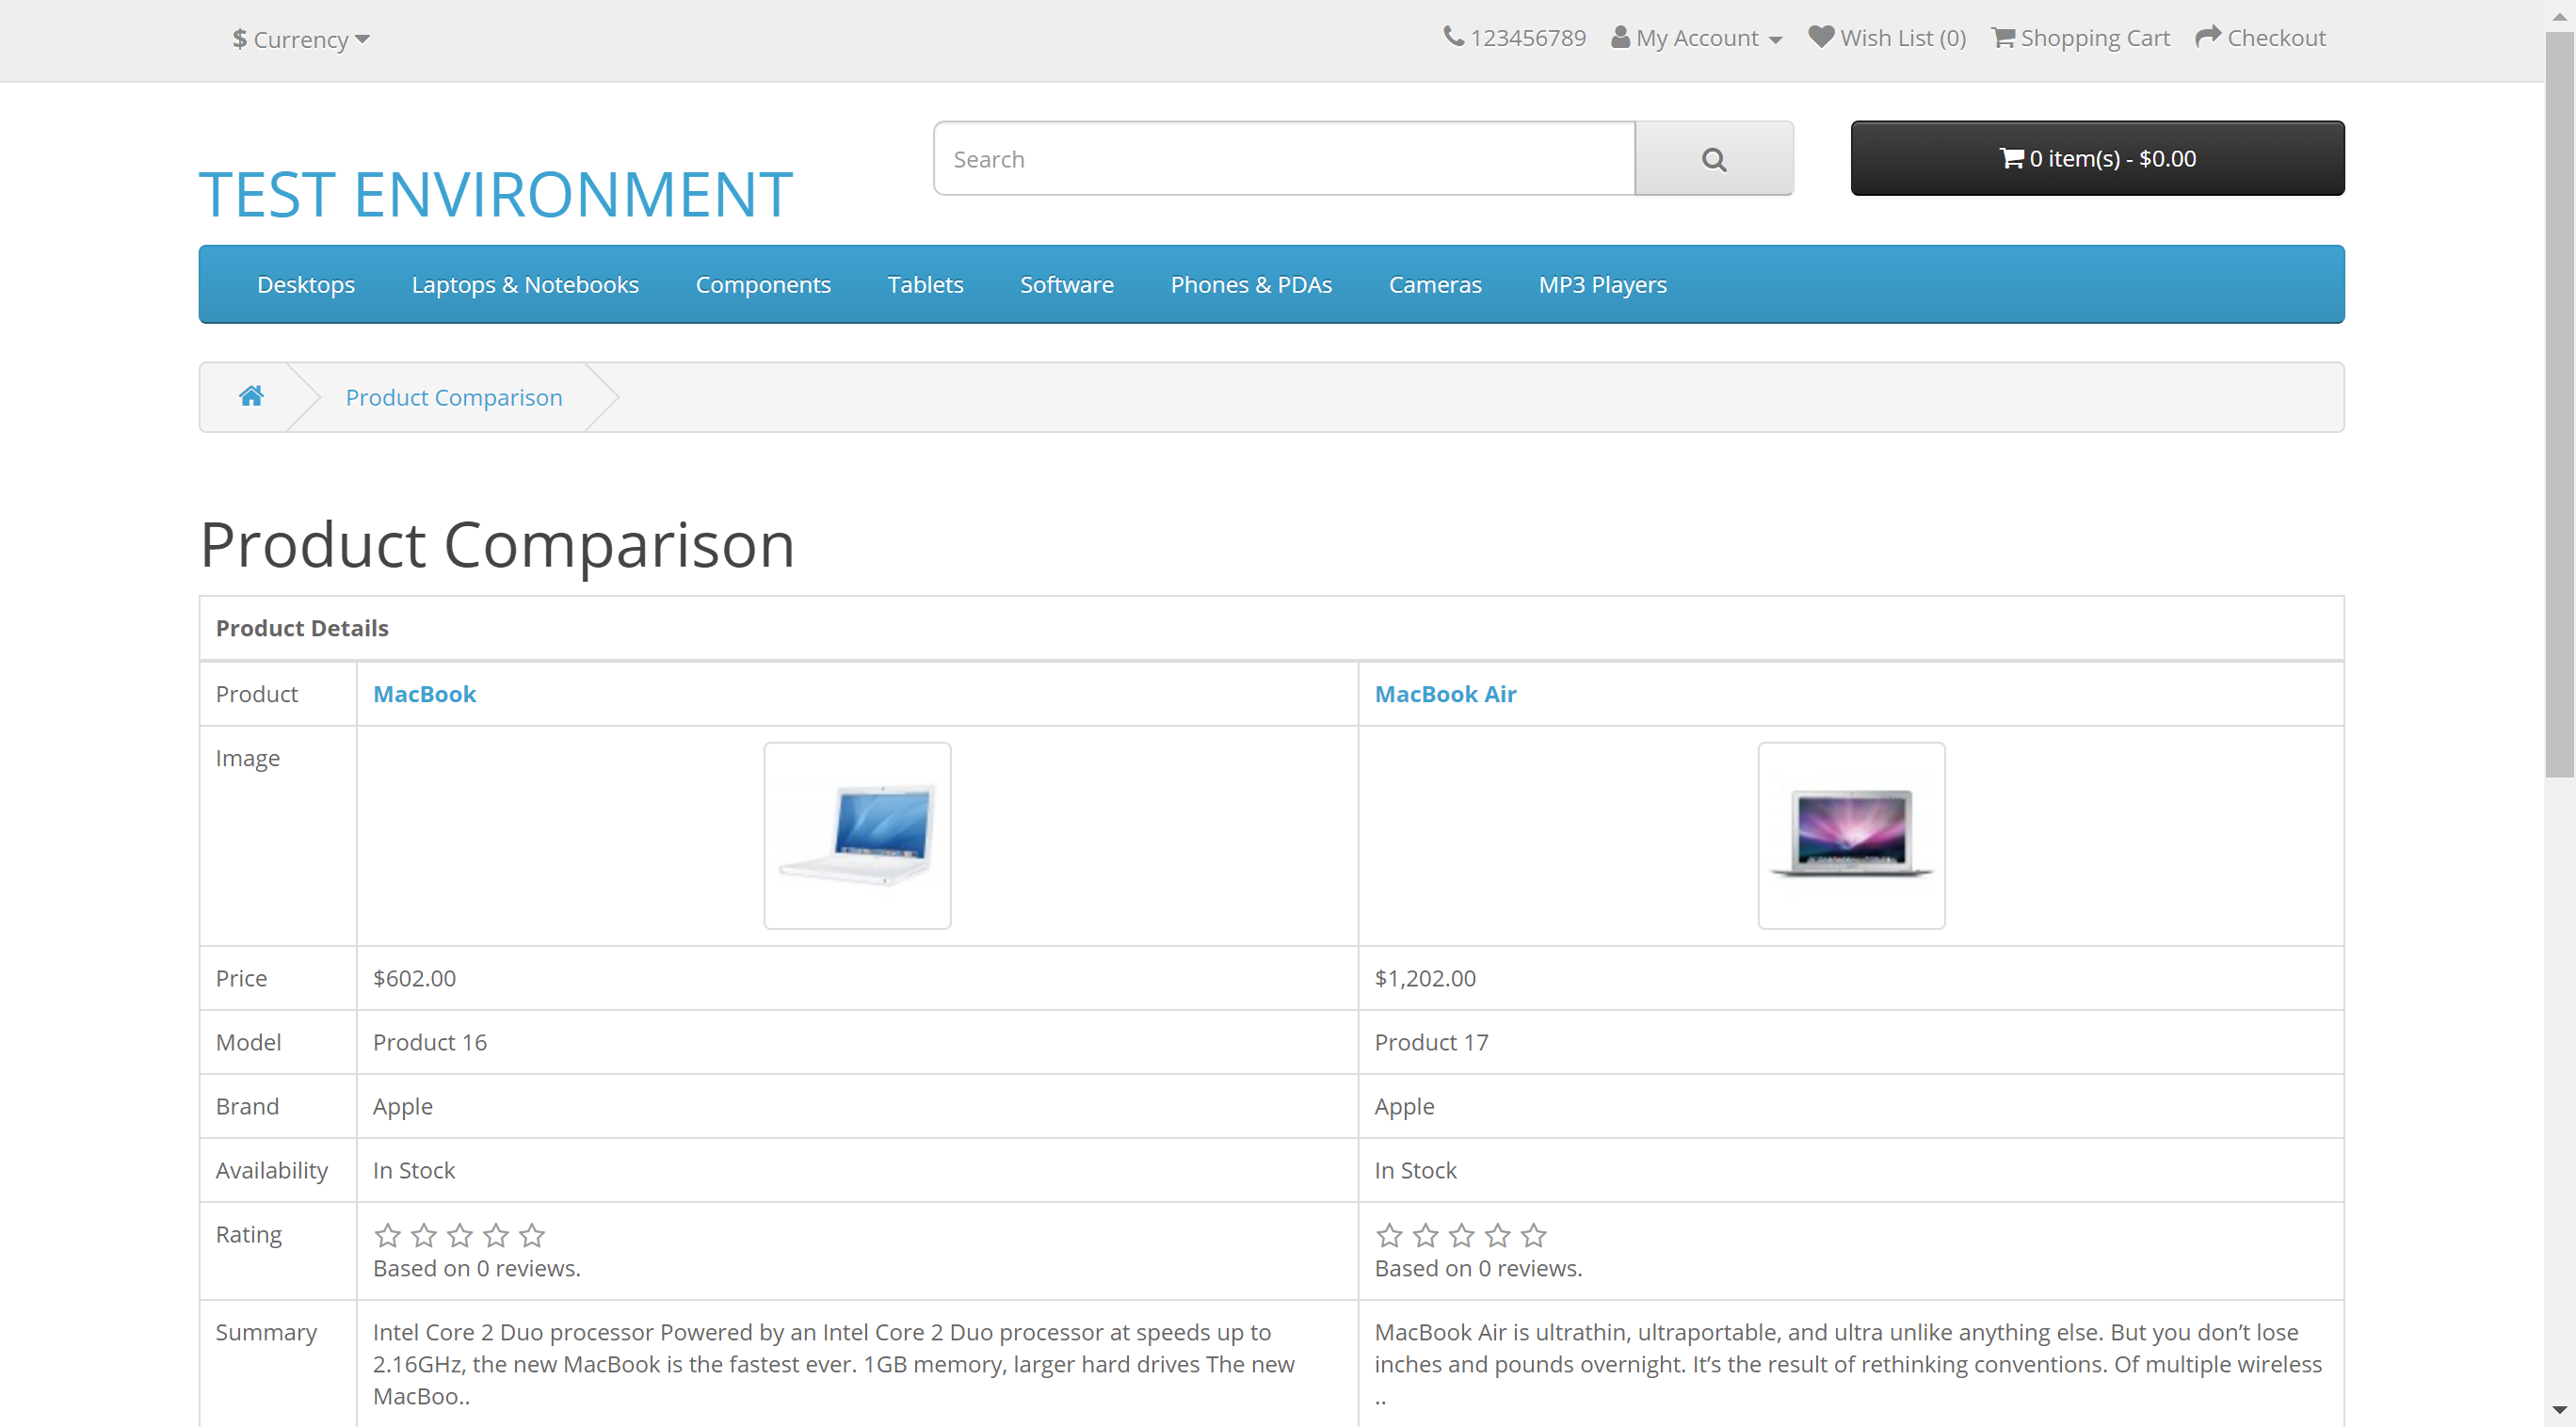 $ Currency
123456789 My Account Wish List (0) Shopping Cart Checkout
Search
0 item(s) - $0.00
TEST ENVIRONMENT
Desktops Laptops & Notebooks Components Tablets Software Phones & PDAs Cameras MP3 Players
Product Comparison
Product Comparison
Product Details
Product MacBook MacBook Air
Image
Price $602.00 $1,202.00
Model Product 16 Product 17
Brand Apple Apple
Availability In Stock In Stock
Rating
Based on 0 reviews. Based on 0 reviews.
Summary Intel Core 2 Duo processor Powered by an Intel Core 2 Duo processor at speeds up to MacBook Air is ultrathin, ultraportable, and ultra unlike anything else. But you don’t lose
2.16GHz, the new MacBook is the fastest ever. 1GB memory, larger hard drives The new inches and pounds overnight. It’s the result of rethinking conventions. Of multiple wireless
MacBoo.. ..